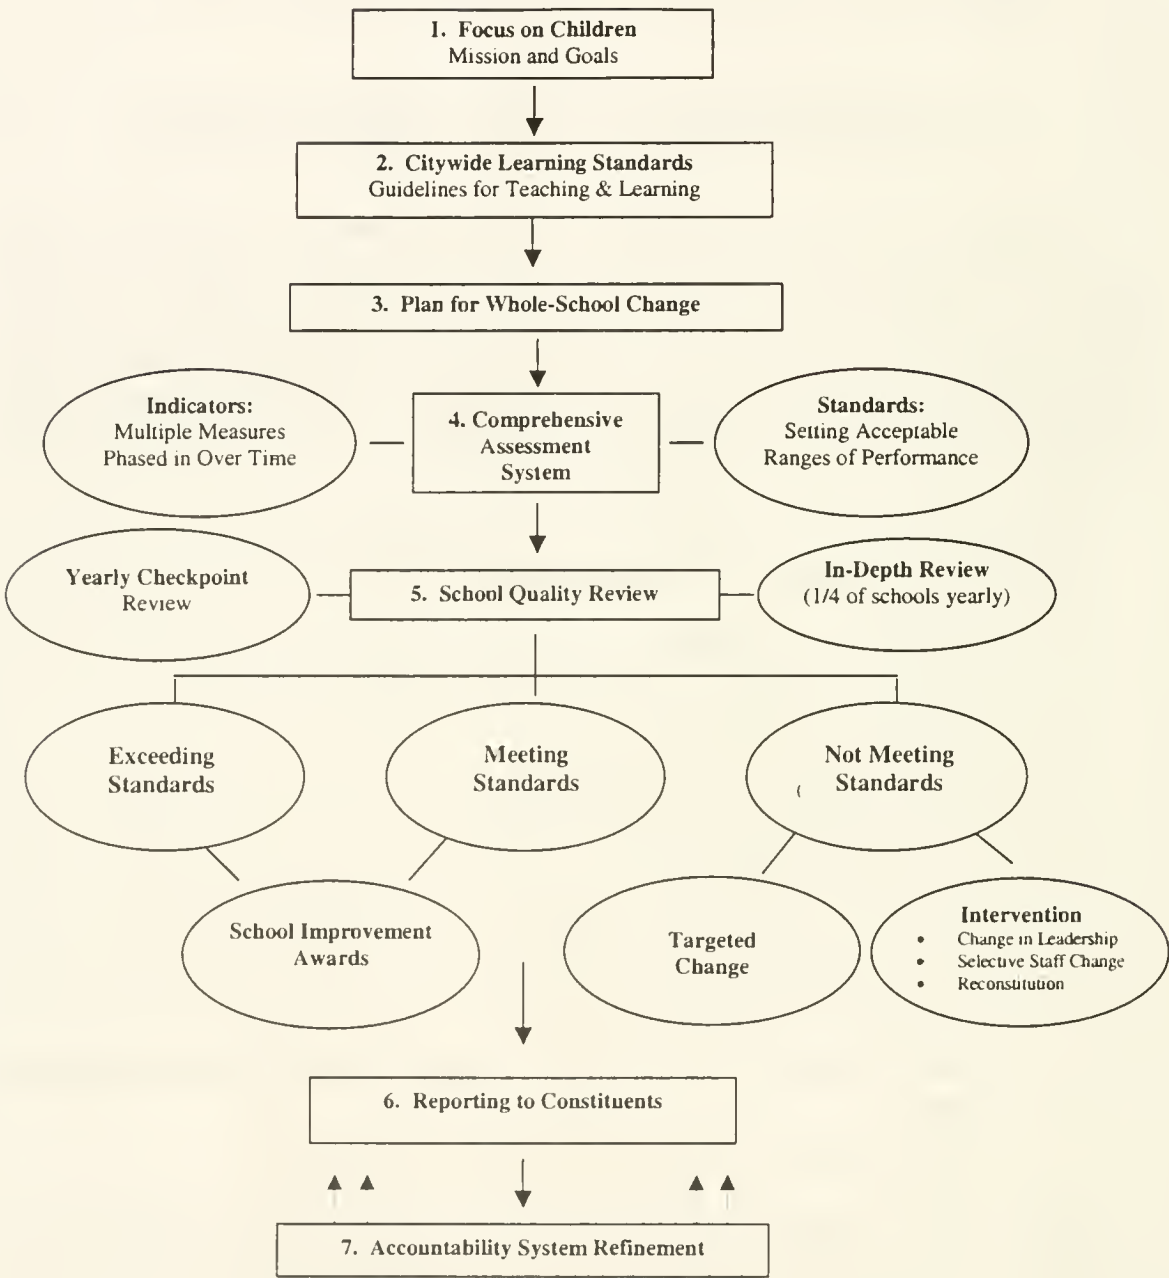 1. Focus on Children
Mission and Goals
2. Citywide Learning Standards
Guidelines for Teaching & Learning
3. Plan for Whole-School Change
Indicators:
Multiple Measures
Phased in Over Time
4. Comprehensive
Assessment
System
Standards:
Setting Acceptable
Ranges of Performance
Yearly Checkpoint
Review
5. School Quality Review
In-Depth Review
(1/4 of schools yearly)
Exceeding
Standards
Meeting
Standards
Not Meeting
Standards
School Improvement
Awards
Targeted
Change
Intervention
• Change in Leadership
• Selective Staff Change
• Reconstitution
6. Reporting to Constituents
7. Accountability System Refinement